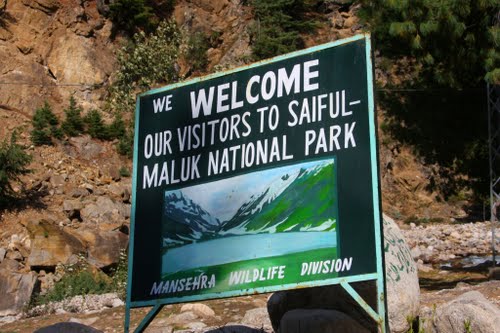 WE WELCOME
OUR VISITORS TO SAIFUL-
MALUK NATIONAL PARK
MANSEHRA WILDLIFE DIVISION